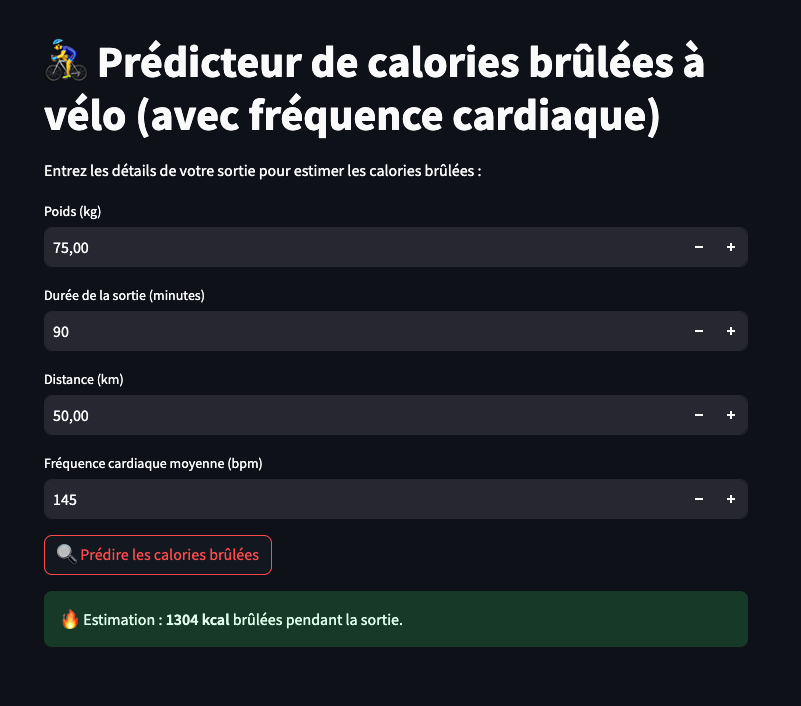 Prédicteur de calories brûlées à
vélo (avec fréquence cardiaque)
Entrez les détails de votre sortie pour estimer les calories brûlées :
Poids (kg)
75,00
Durée de la sortie (minutes)
90
Distance (km)
50,00
Fréquence cardiaque moyenne (bpm)
145
Prédire les calories brûlées
Estimation : 1304 kcal brûlées pendant la sortie.